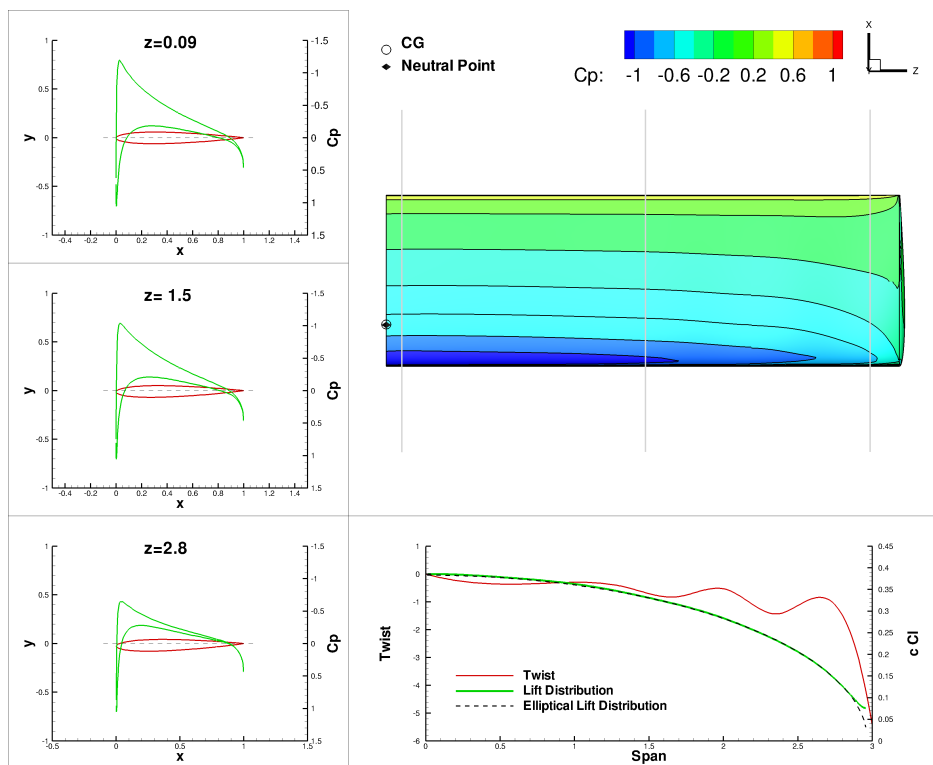 z=0.09
1
0.5
0
-0.5
-1
y
-1.5
-1
-0.5
0
0.5
1
1.5
Cp
-0.4 -0.2 0 0.2 0.4 0.6 0.8 1 1.2 1.4
x
CG
Neutral Point
Cp: -1 -0.6 -0.2 0.2 0.6 1
X
Y
Z
z= 1.5
1
0.5
0
-0.5
-1
y
-1.5
-1
-0.5
0
0.5
1
1.5
Cp
-0.4 -0.2 0 0.2 0.4 0.6 0.8 1 1.2 1.4
x
z=2.8
1
0.5
0
-0.5
-1
y
-1.5
-1
-0.5
0
0.5
1
1.5
Cp
-0.5 0 0.5 1 1.5
x
1
0
-1
-2
-3
-4
-5
-6
Twist
0.45
0.4
0.35
0.3
0.25
0.2
0.15
0.1
0.05
0
c Cl
Twist
Lift Distribution
Elliptical Lift Distribution
0 0.5 1 1.5 2 2.5 3
Span